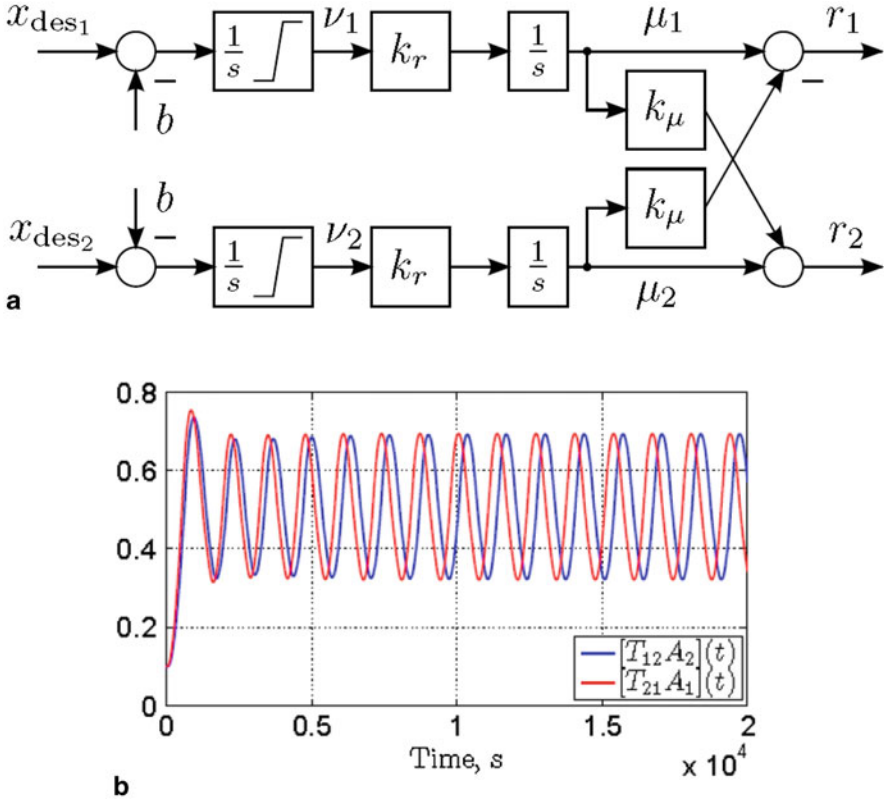 x_des1 ν1 μ1 r1
1/s k_r 1/s
− b k_μ −
b k_μ
x_des2 − ν2 r2
1/s k_r 1/s
μ2
a
0.8
0.6
0.4
0.2
0
[T12A2](t)
[T21A1](t)
0 0.5 1 1.5 2
Time, s x 10^4
b